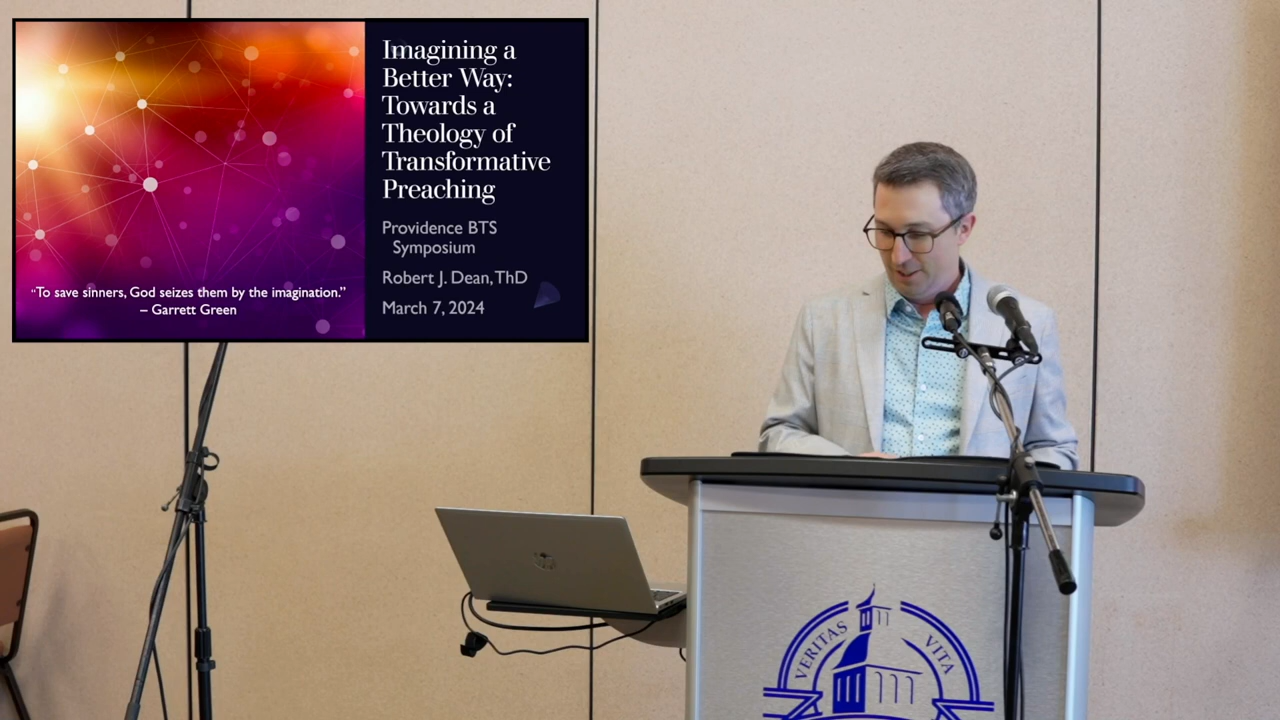 Imagining a
Better Way:
Towards a
Theology of
Transformative
Preaching
Providence BTS
Symposium
Robert J. Dean, ThD
March 7, 2024
“To save sinners, God seizes them by the imagination.”
– Garrett Green
hp
VERITAS
VITA